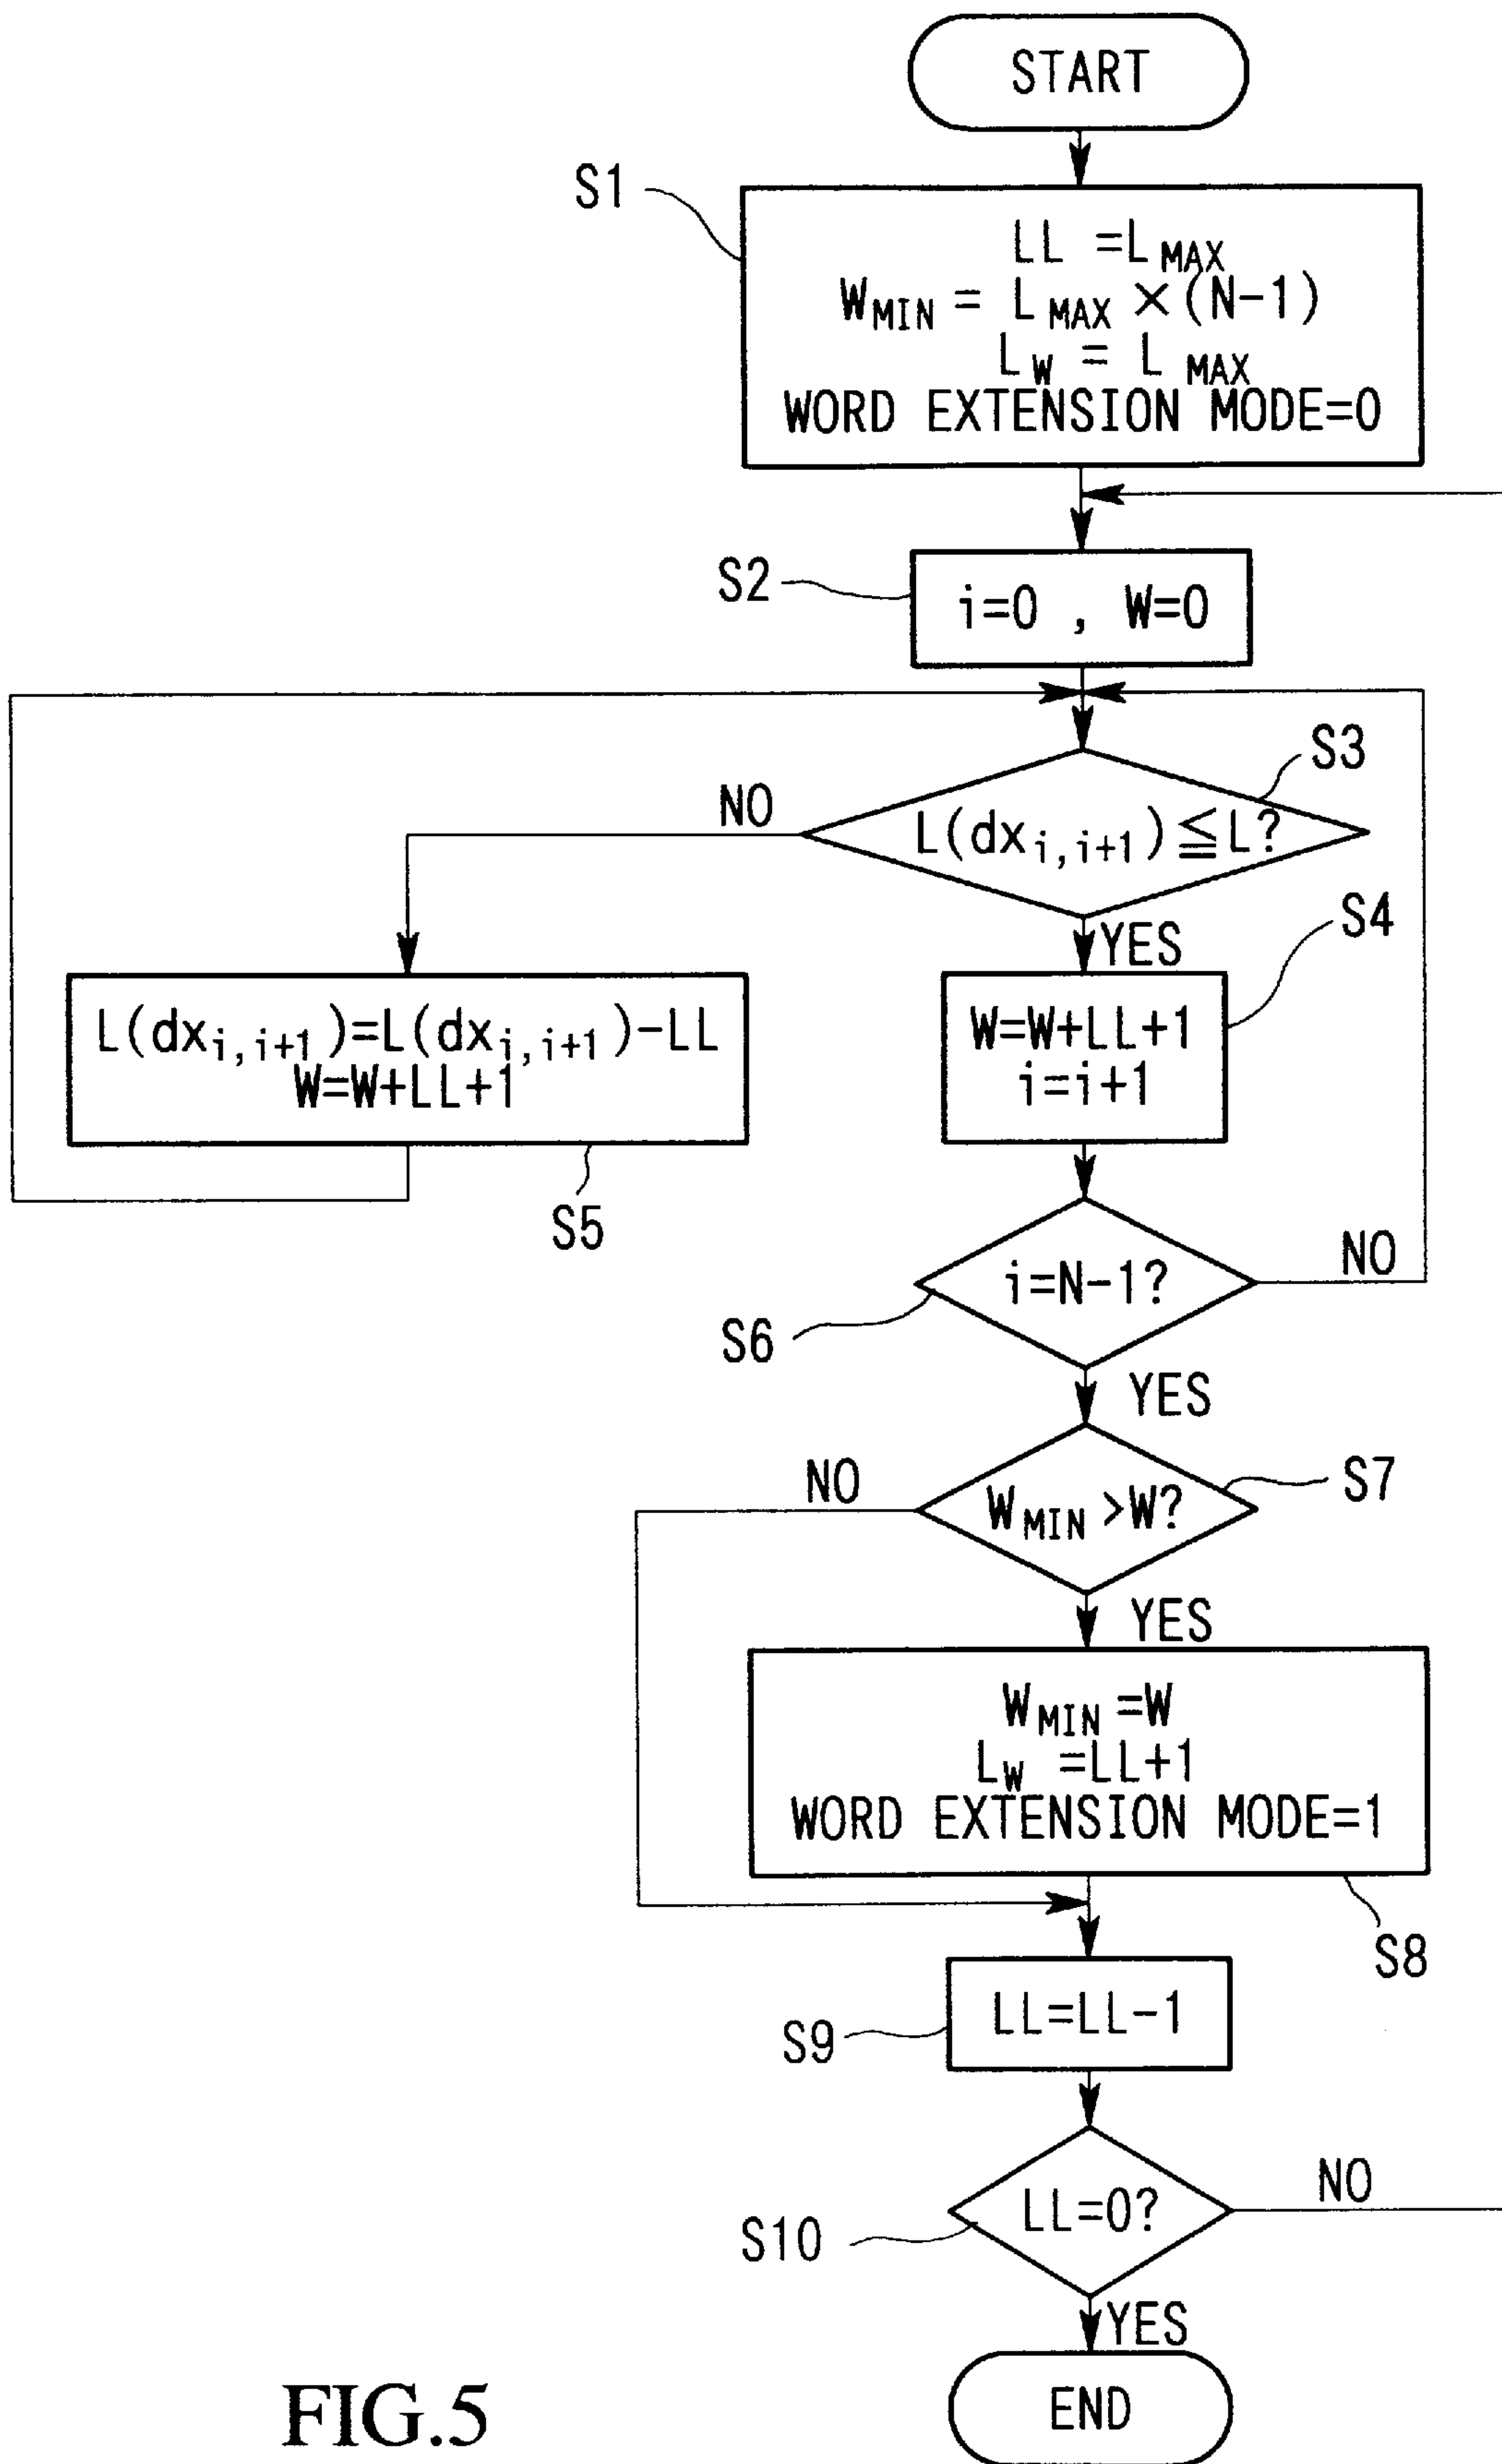 START
S1
LL =L MAX
W MIN = L MAX ×(N-1)
L W = L MAX
WORD EXTENSION MODE=0
S2
i=0 , W=0
S3
NO
L(dx i,i+1)≦L?
YES
S4
L(dx i,i+1)=L(dx i,i+1)-LL
W=W+LL+1
S5
W=W+LL+1
i=i+1
S6
i=N-1?
NO
YES
S7
NO
W MIN >W?
YES
W MIN =W
L W =LL+1
WORD EXTENSION MODE=1
S8
S9
LL=LL-1
S10
LL=0?
NO
YES
END
FIG.5